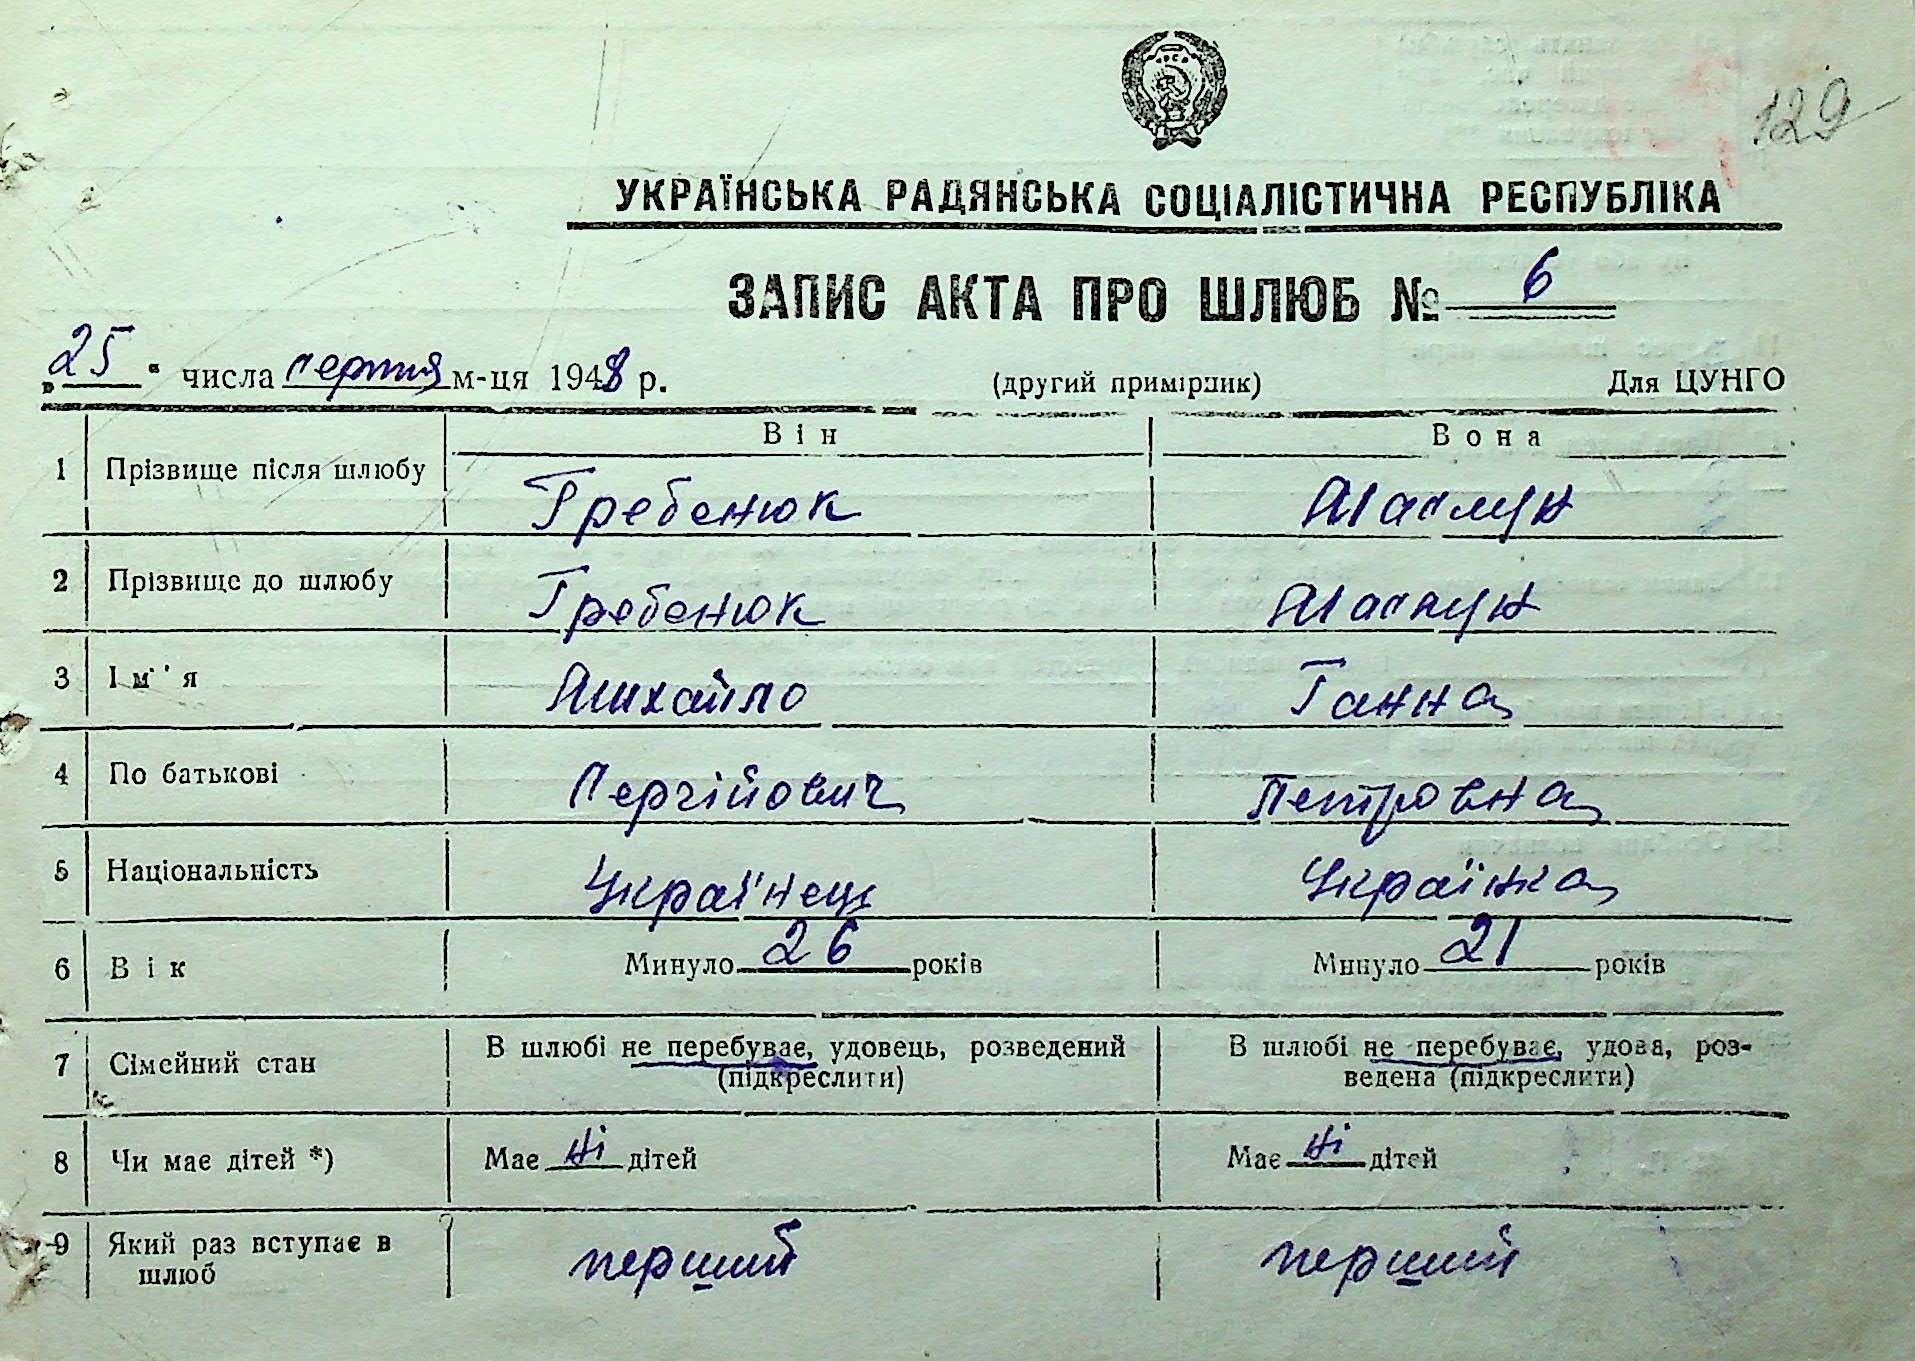 129
УКРАЇНСЬКА РАДЯНСЬКА СОЦІАЛІСТИЧНА РЕСПУБЛІКА
ЗАПИС АКТА ПРО ШЛЮБ № 6
„25“ числа серпня м-ця 1948 р. (другий примірник) Для ЦУНГО
Він Вона
1 Прізвище після шлюбу Гребенюк Маслун
2 Прізвище до шлюбу Гребенюк Маслун
3 Ім'я Михайло Ганна
4 По батькові Сергійович Петровна
5 Національність Українець Українка
6 Вік Минуло 26 років Минуло 21 років
7 Сімейний стан В шлюбі не перебуває, удовець, розведений В шлюбі не перебуває, удова, роз-
(підкреслити) ведена (підкреслити)
8 Чи має дітей *) Має ні дітей Має ні дітей
9 Який раз вступає в перший перший
шлюб